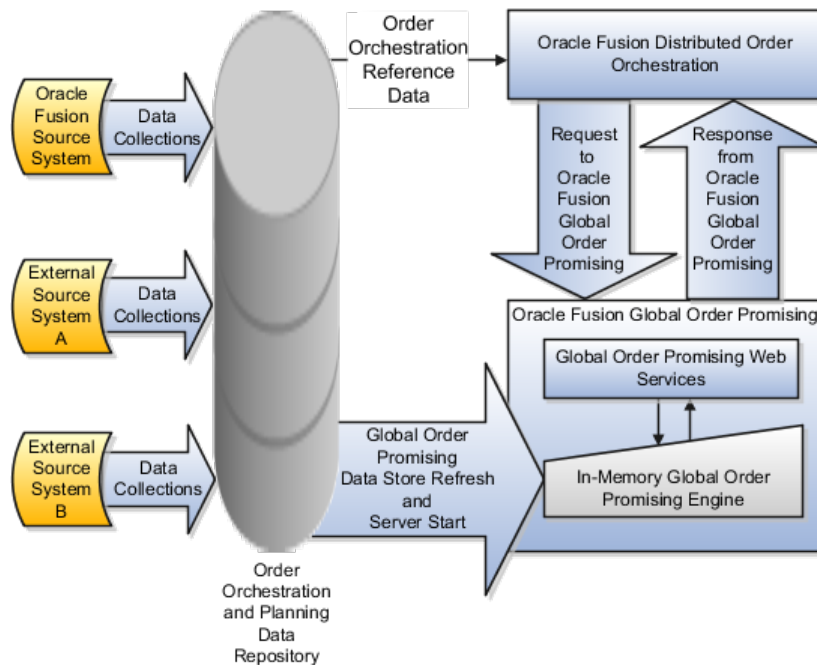 Order
Orchestration
Reference
Data
Oracle Fusion Distributed Order
Orchestration
Oracle
Fusion
Source
System
Data
Collections
Request
to
Oracle
Fusion
Global
Order
Promising
Response
from
Oracle
Fusion
Global
Order
Promising
External
Source
System
A
Data
Collections
Oracle Fusion Global Order Promising
Global Order Promising Web
Services
External
Source
System
B
Data
Collections
Global Order
Promising
Data Store Refresh
and
Server Start
In-Memory Global Order
Promising Engine
Order
Orchestration
and Planning
Data
Repository